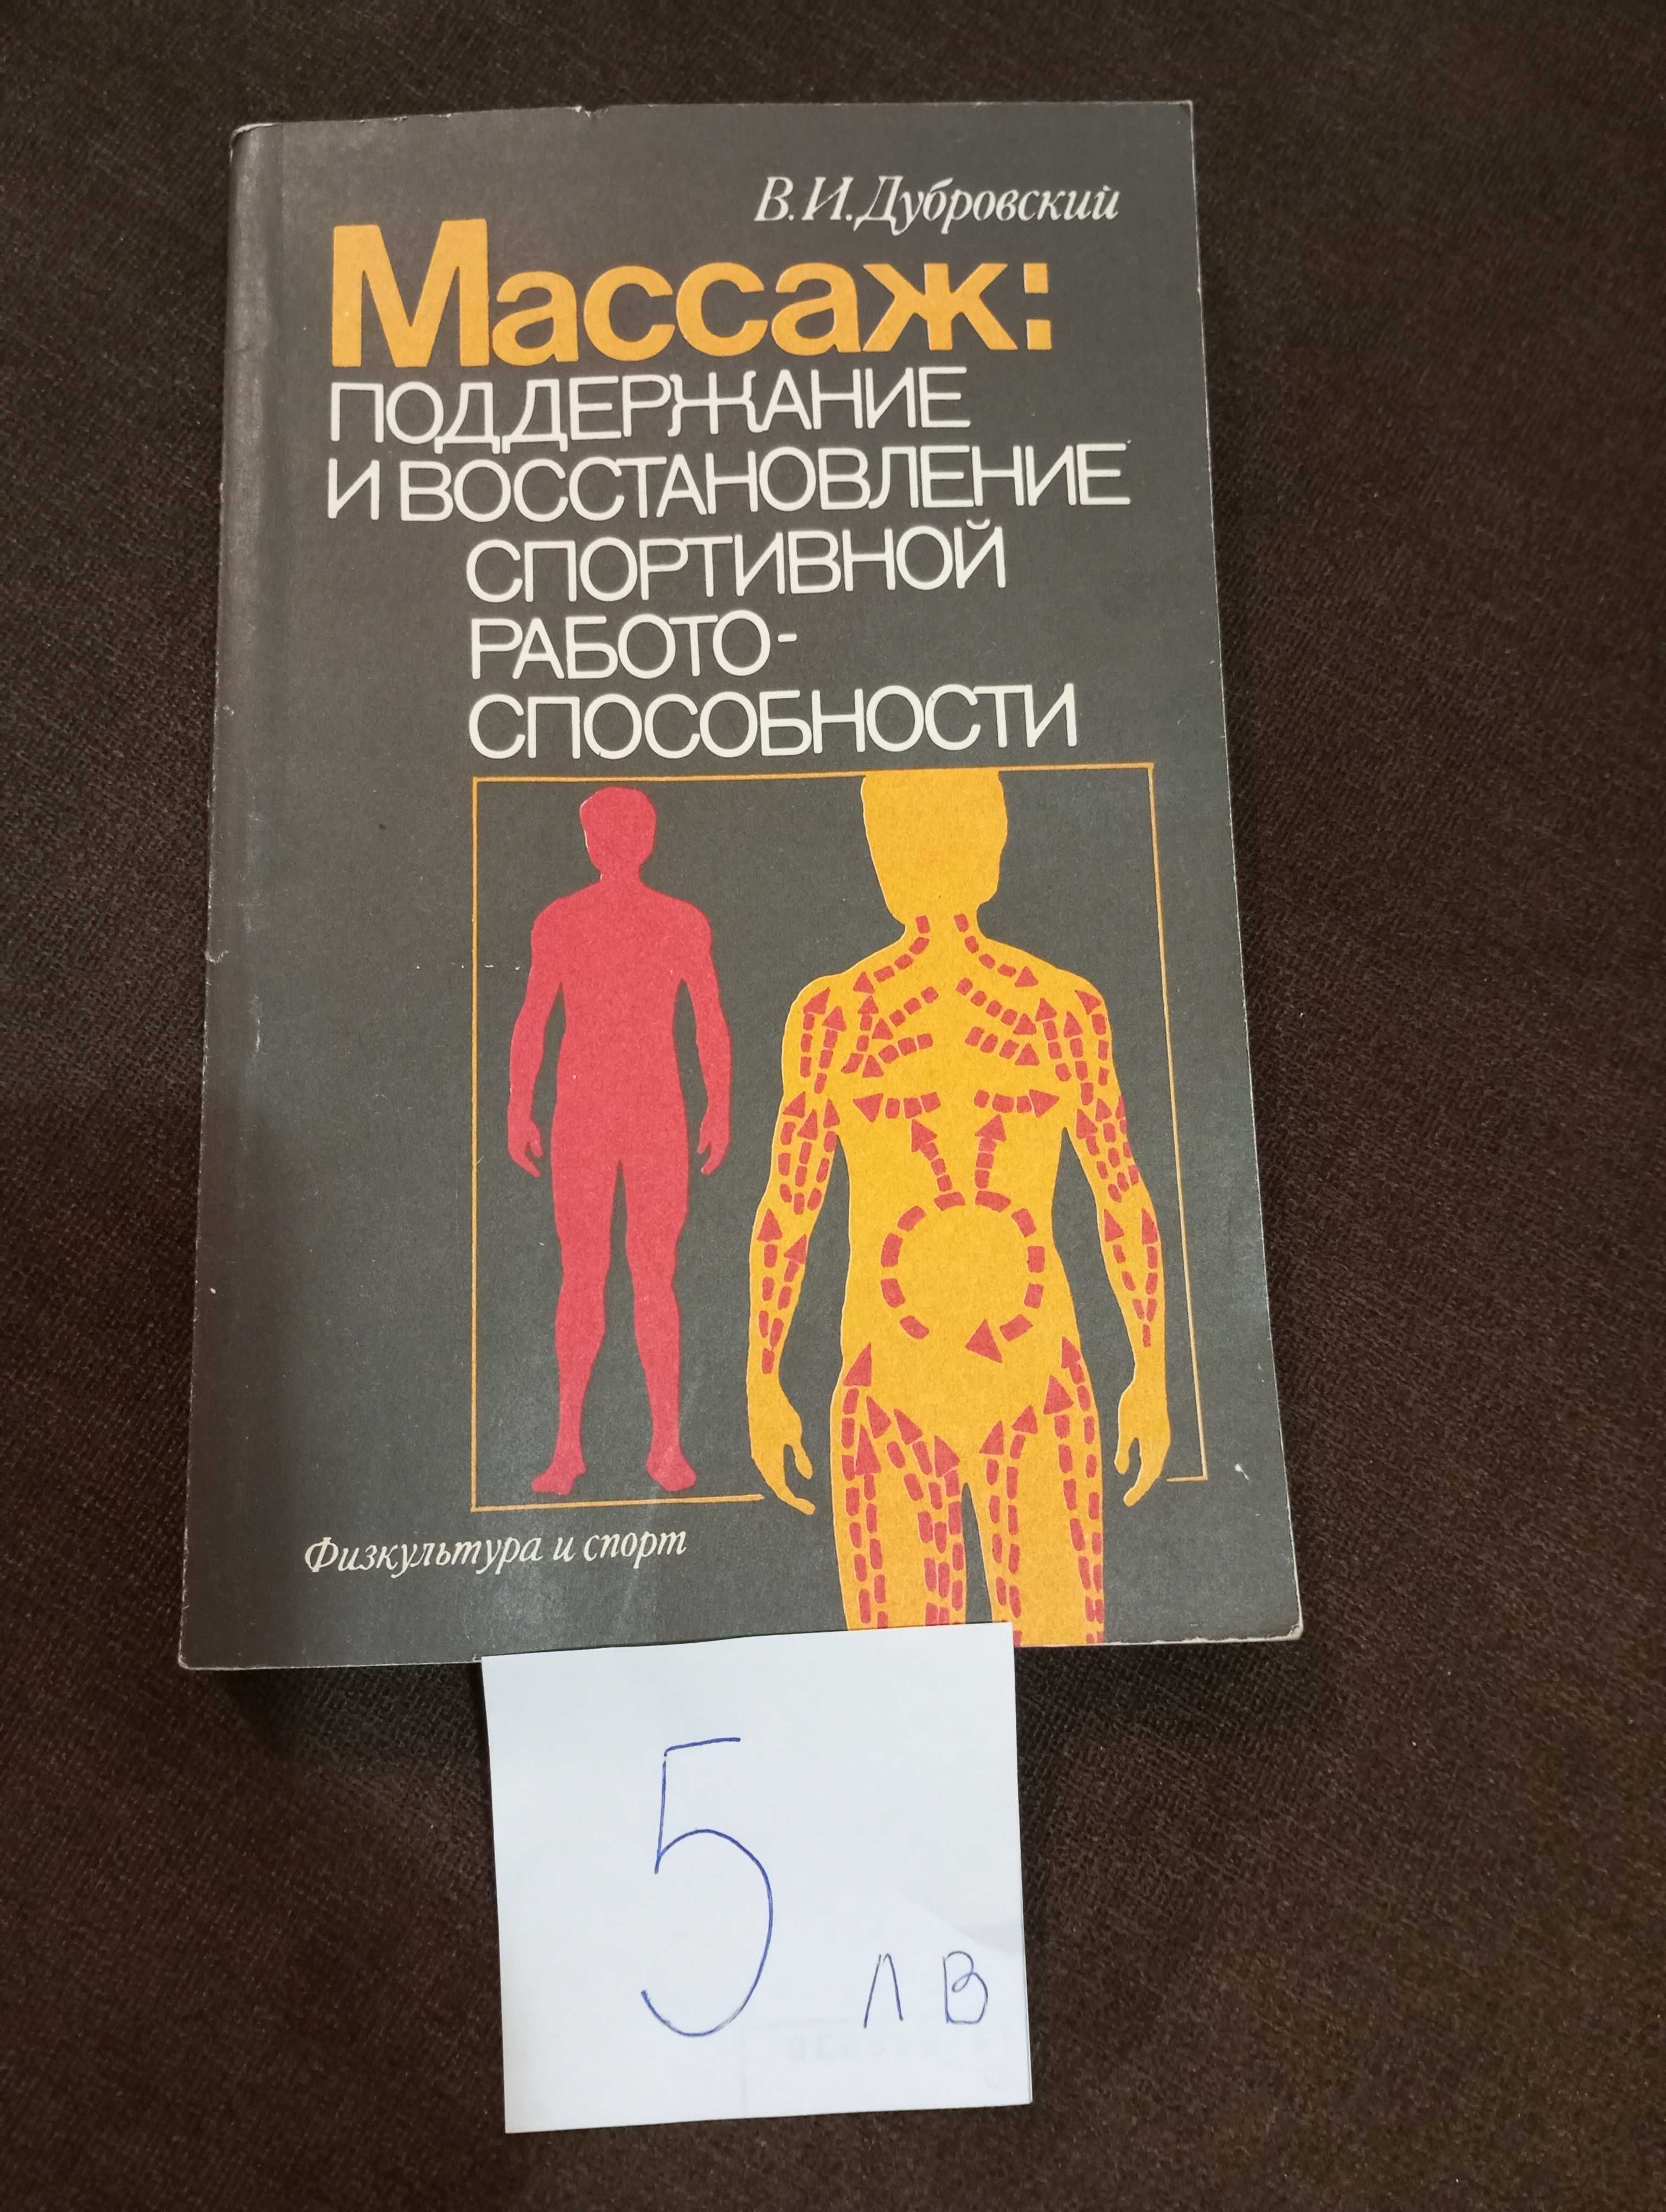 В.И.Дубровский
Массаж:
ПОДДЕРЖАНИЕ
И ВОССТАНОВЛЕНИЕ
СПОРТИВНОЙ
РАБОТО-
СПОСОБНОСТИ
Физкультура и спорт
5 лв